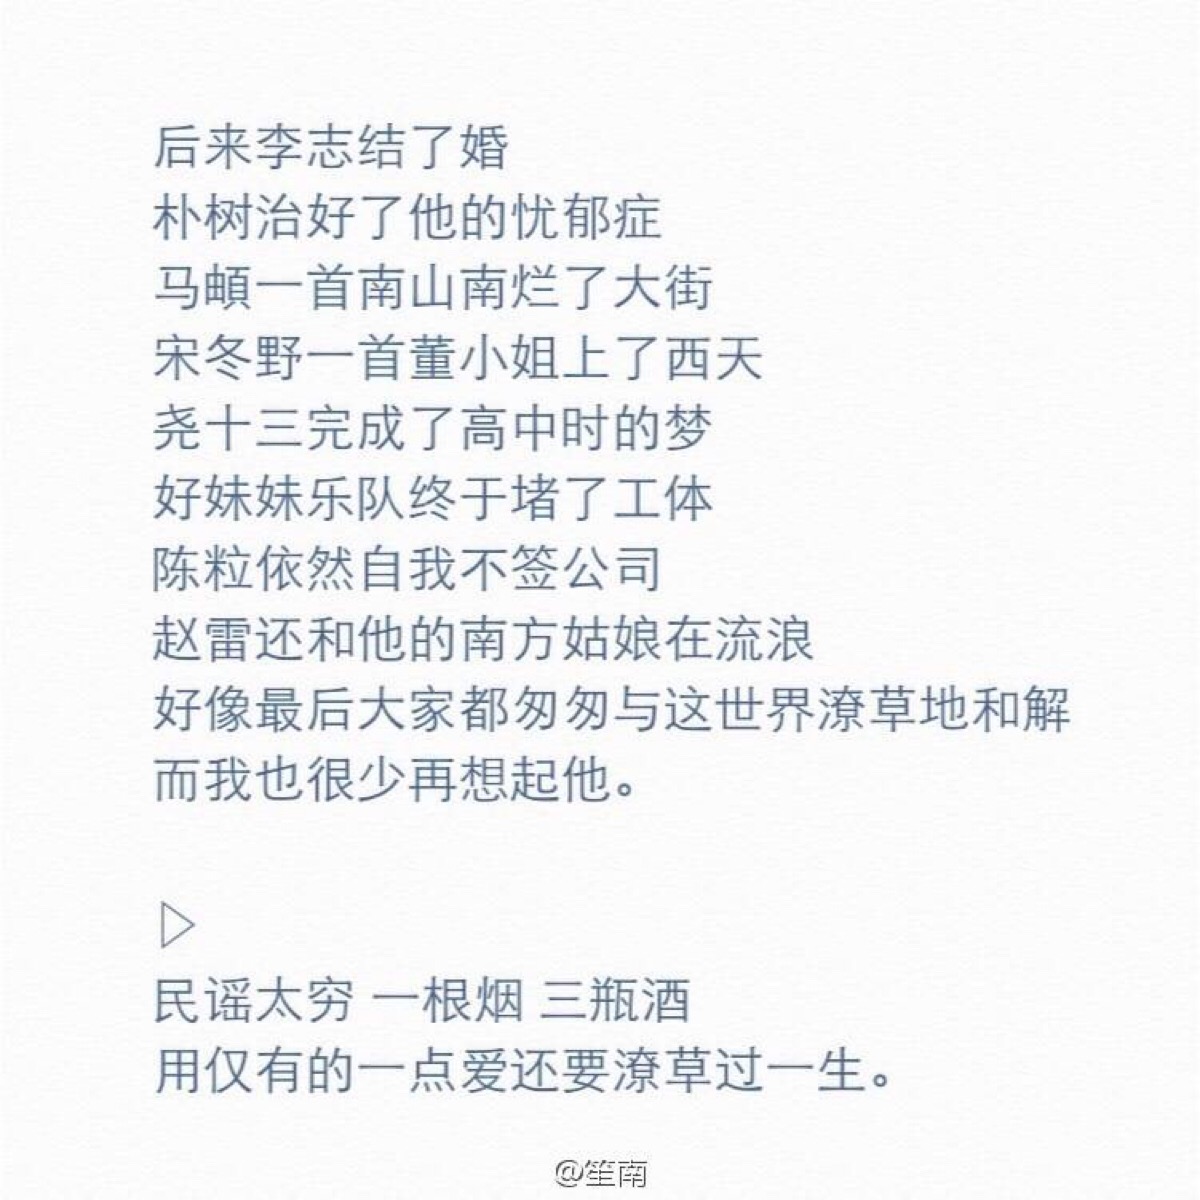 后来李志结了婚
朴树治好了他的忧郁症
马頔一首南山南烂了大街
宋冬野一首董小姐上了西天
尧十三完成了高中时的梦
好妹妹乐队终于堵了工体
陈粒依然自我不签公司
赵雷还和他的南方姑娘在流浪
好像最后大家都匆匆与这世界潦草地和解
而我也很少再想起他。
▷
民谣太穷 一根烟 三瓶酒
用仅有的一点爱还要潦草过一生。
@笙南